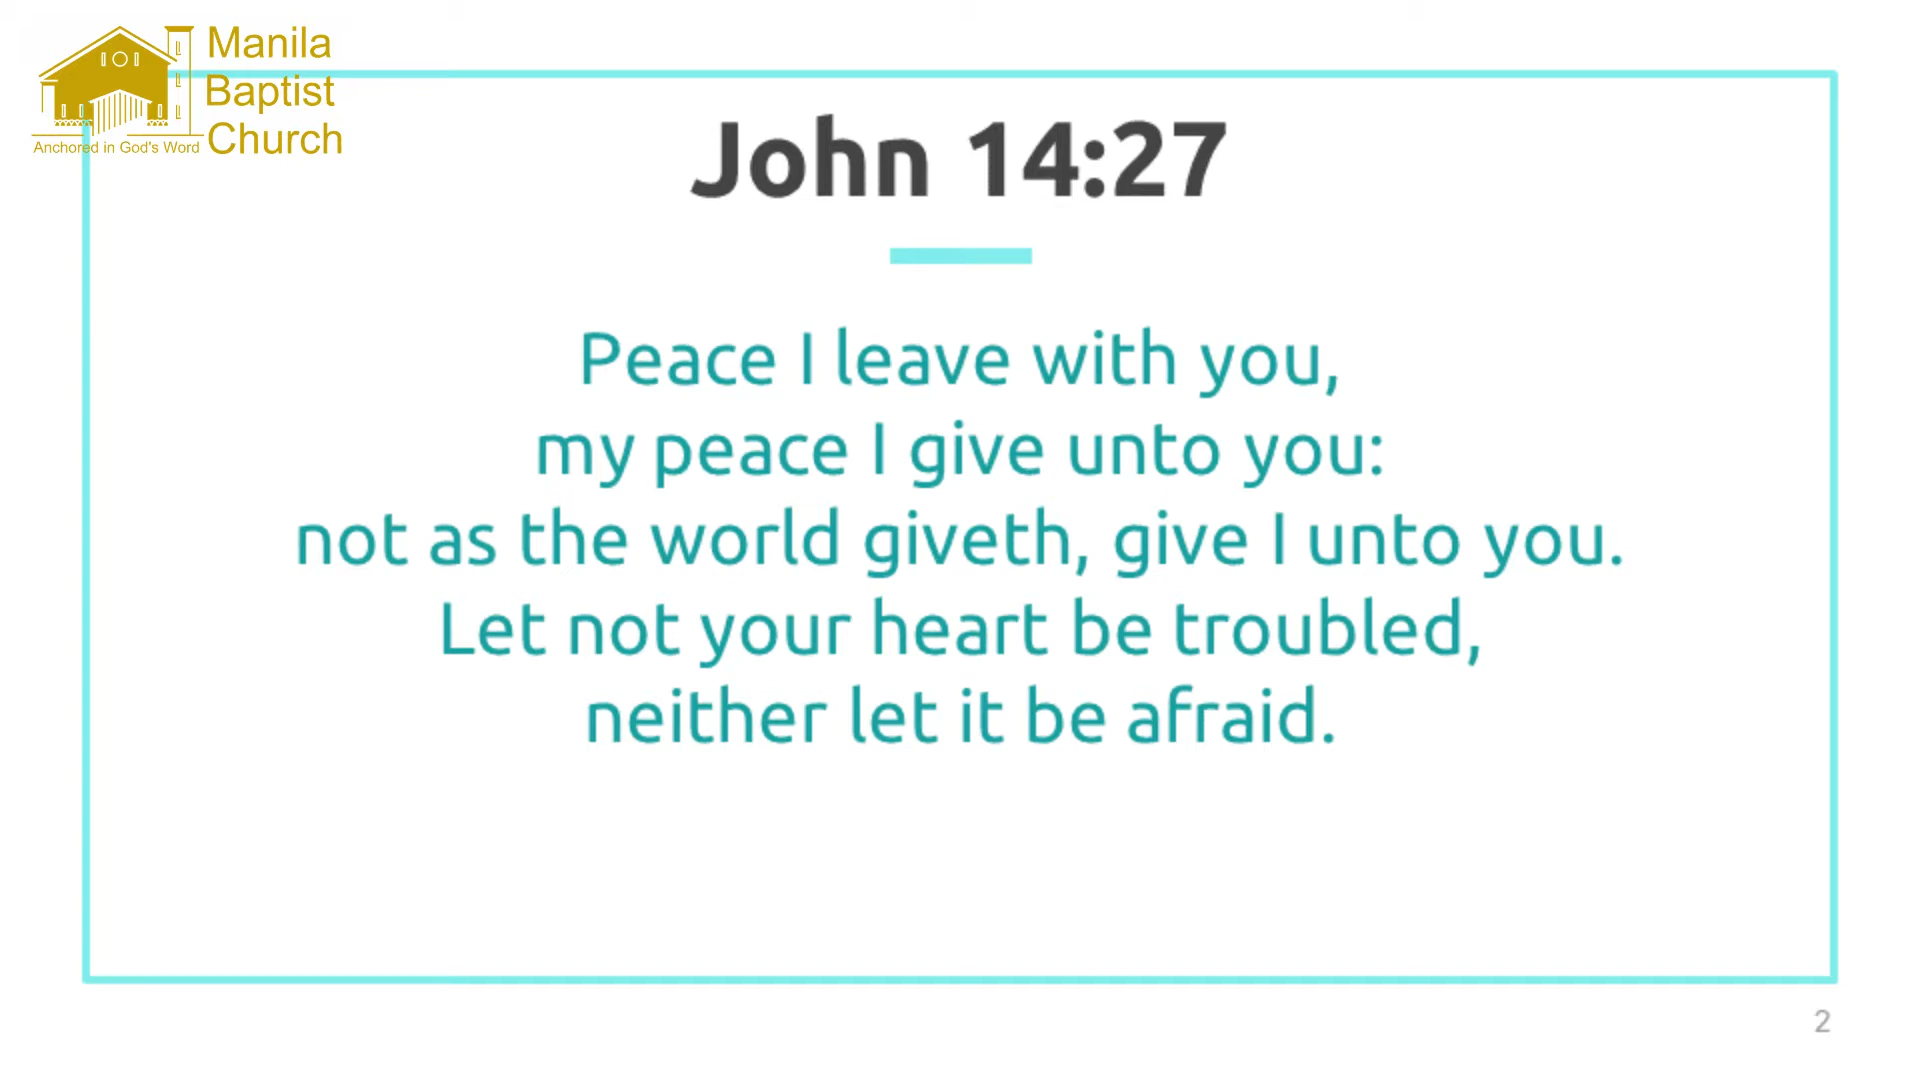 Manila
Baptist
Church
Anchored in God's Word
John 14:27
Peace I leave with you,
my peace I give unto you:
not as the world giveth, give I unto you.
Let not your heart be troubled,
neither let it be afraid.
2